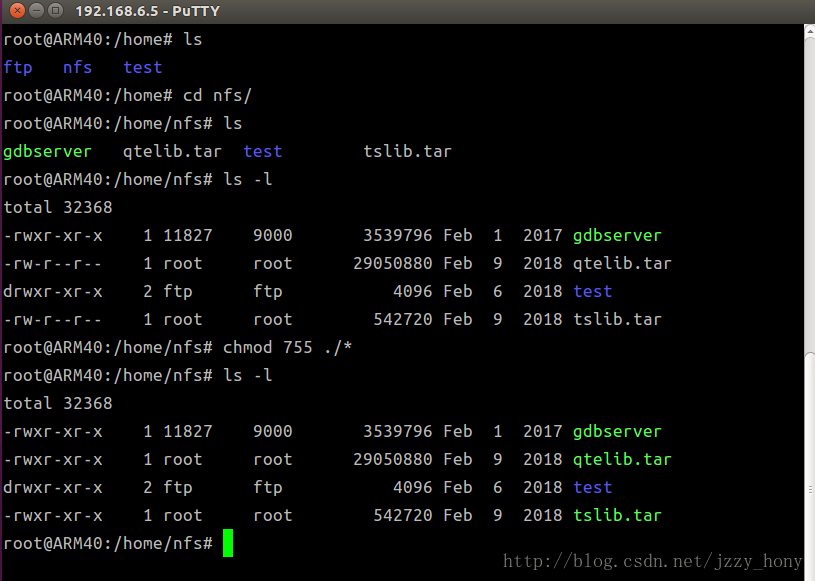 192.168.6.5 - PuTTY
root@ARM40:/home# ls
ftp   nfs   test
root@ARM40:/home# cd nfs/
root@ARM40:/home/nfs# ls
gdbserver   qtelib.tar  test        tslib.tar
root@ARM40:/home/nfs# ls -l
total 32368
-rwxr-xr-x    1 11827    9000       3539796 Feb  1  2017 gdbserver
-rw-r--r--    1 root     root      29050880 Feb  9  2018 qtelib.tar
drwxr-xr-x    2 ftp      ftp           4096 Feb  6  2018 test
-rw-r--r--    1 root     root        542720 Feb  9  2018 tslib.tar
root@ARM40:/home/nfs# chmod 755 ./*
root@ARM40:/home/nfs# ls -l
total 32368
-rwxr-xr-x    1 11827    9000       3539796 Feb  1  2017 gdbserver
-rwxr-xr-x    1 root     root      29050880 Feb  9  2018 qtelib.tar
drwxr-xr-x    2 ftp      ftp           4096 Feb  6  2018 test
-rwxr-xr-x    1 root     root        542720 Feb  9  2018 tslib.tar
root@ARM40:/home/nfs#
http://blog.csdn.net/jzzy_hony